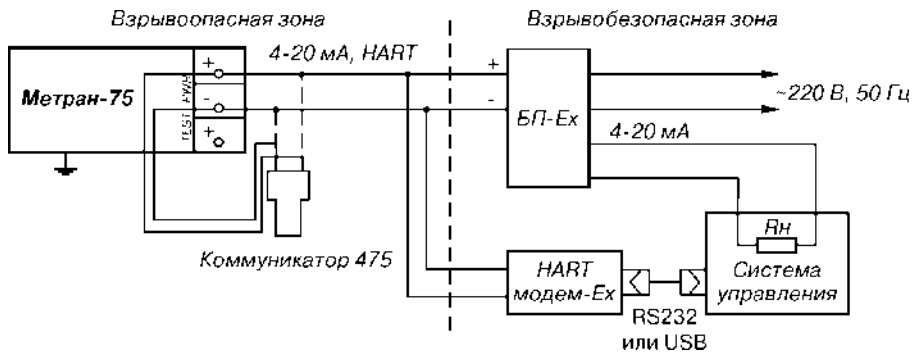 Взрывоопасная зона
Взрывобезопасная зона
4-20 мА, HART
Метран-75
PWR
TEST
+
-
+
+
-
БП-Ex
~220 В, 50 Гц
4-20 мА
Коммуникатор 475
HART
модем-Ex
RS232
или USB
Rн
Система
управления